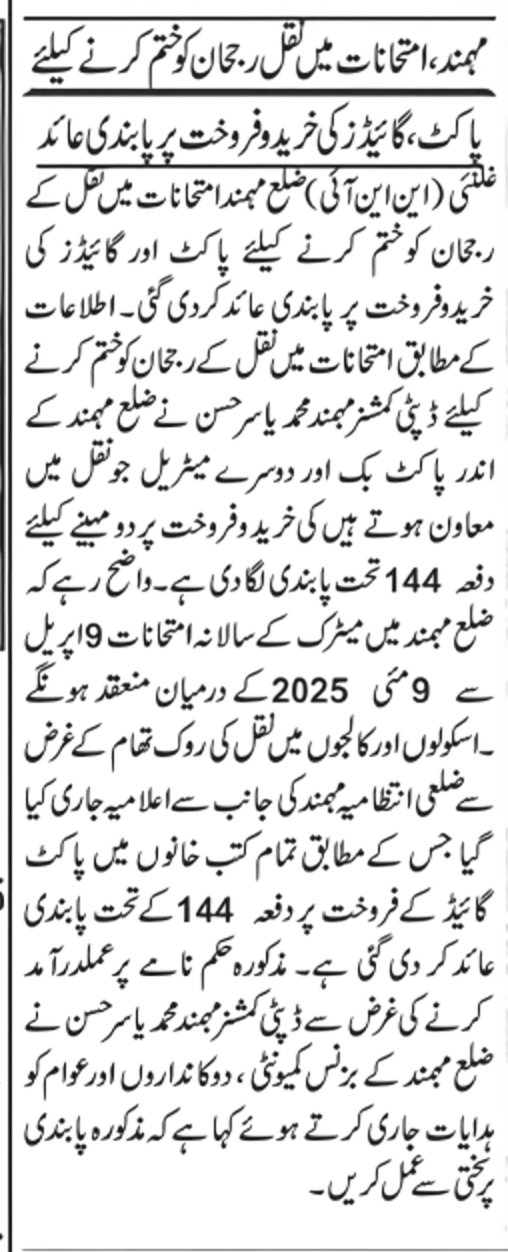 مہمند، امتحانات میں نقل رجحان کو ختم کرنے کیلئے
پاکٹ، گائیڈز کی خرید و فروخت پر پابندی عائد
غلنئی (این این آئی) ضلع مہمند امتحانات میں نقل کے
رجحان کو ختم کرنے کیلئے پاکٹ اور گائیڈز کی
خرید و فروخت پر پابندی عائد کر دی گئی۔ اطلاعات
کے مطابق امتحانات میں نقل کے رجحان کو ختم کرنے
کیلئے ڈپٹی کمشنر مہمند محمد یاسر حسن نے ضلع مہمند کے
اندر پاکٹ بک اور دوسرے میٹریل جو نقل میں
معاون ہوتے ہیں کی خرید و فروخت پر دو مہینے کیلئے
دفعہ 144 تحت پابندی لگا دی ہے۔ واضح رہے کہ
ضلع مہمند میں میٹرک کے سالانہ امتحانات 9 اپریل
سے 9 مئی 2025 کے درمیان منعقد ہونگے
۔ اسکولوں اور کالجوں میں نقل کی روک تھام کے غرض
سے ضلعی انتظامیہ مہمند کی جانب سے اعلامیہ جاری کیا
گیا جس کے مطابق تمام کتب خانوں میں پاکٹ
گائیڈ کے فروخت پر دفعہ 144 کے تحت پابندی
عائد کر دی گئی ہے۔ مذکورہ حکم نامے پر عملدرآمد
کرنے کی غرض سے ڈپٹی کمشنر مہمند محمد یاسر حسن نے
ضلع مہمند کے بزنس کمیونٹی، دوکانداروں اور عوام کو
ہدایات جاری کرتے ہوئے کہا ہے کہ مذکورہ پابندی
پر سختی سے عمل کریں۔